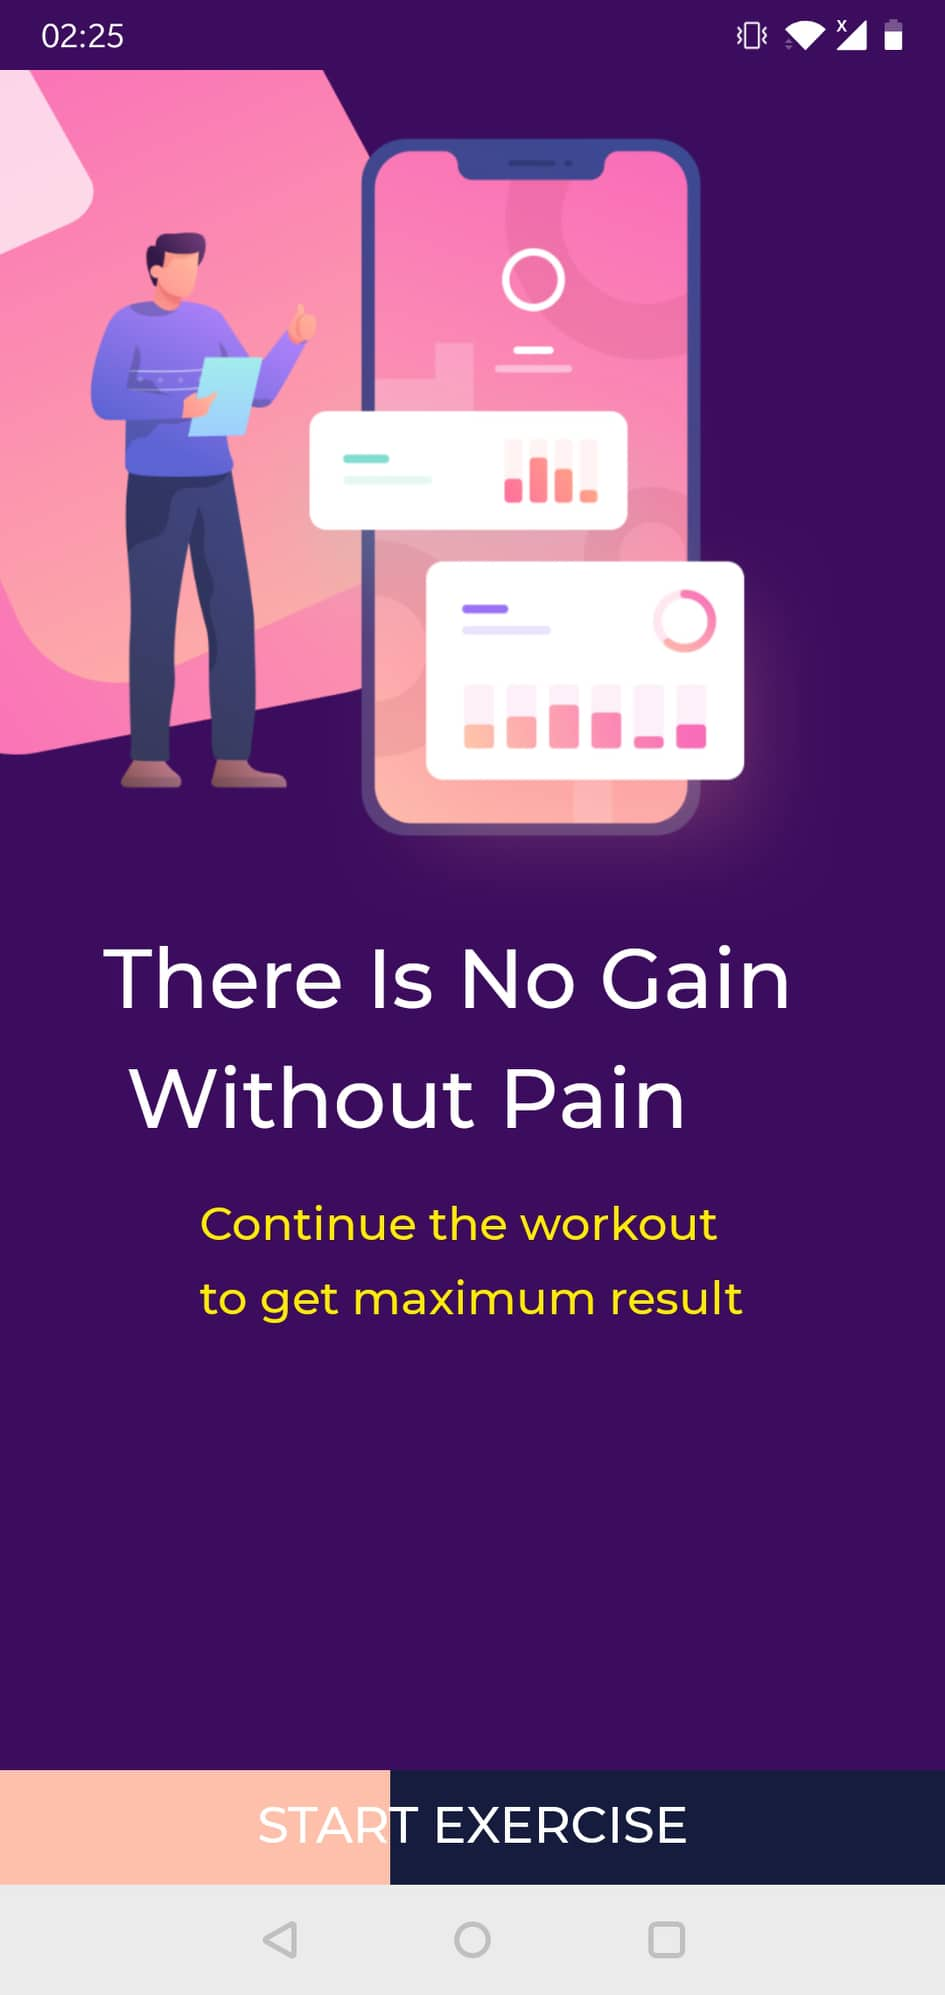 02:25
There Is No Gain
Without Pain
Continue the workout
to get maximum result
START EXERCISE